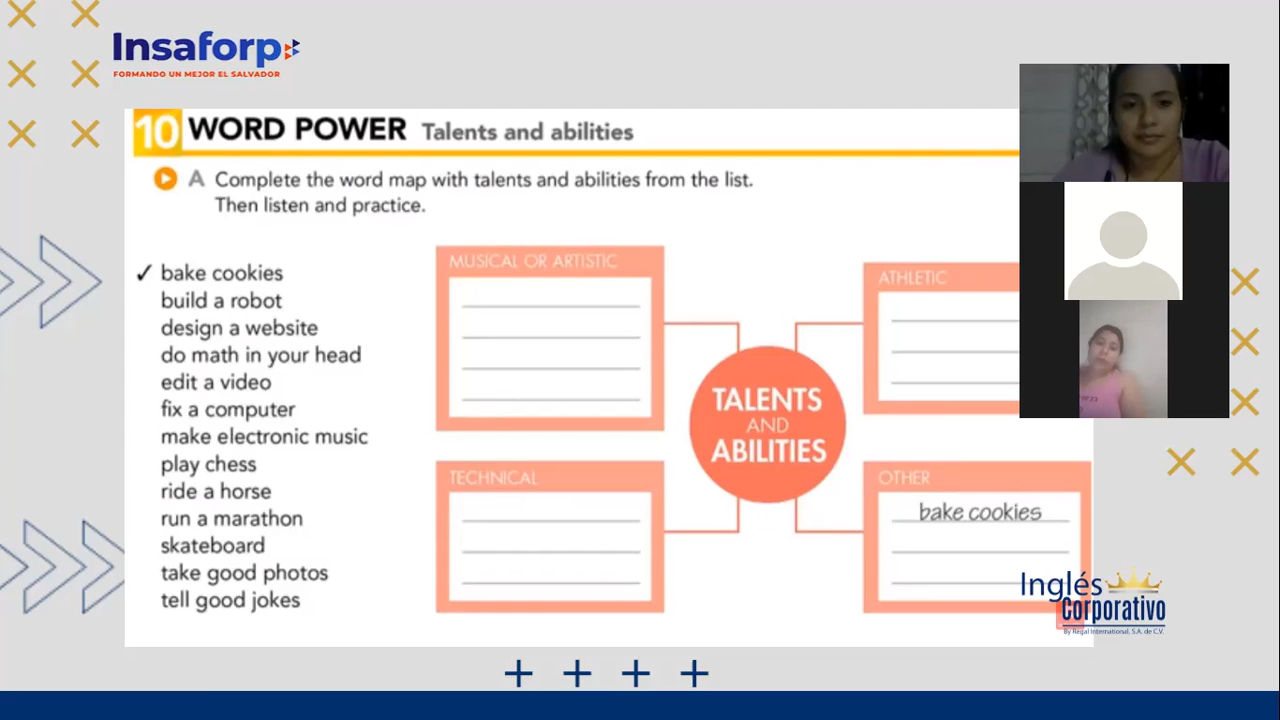 Insaforp
FORMANDO UN MEJOR EL SALVADOR
10 WORD POWER Talents and abilities
A Complete the word map with talents and abilities from the list.
Then listen and practice.
✓ bake cookies
build a robot
design a website
do math in your head
edit a video
fix a computer
make electronic music
play chess
ride a horse
run a marathon
skateboard
take good photos
tell good jokes
MUSICAL OR ARTISTIC
ATHLETIC
TALENTS
AND
ABILITIES
TECHNICAL
OTHER
bake cookies
Inglés
Corporativo
By Regal International, S.A. de C.V.